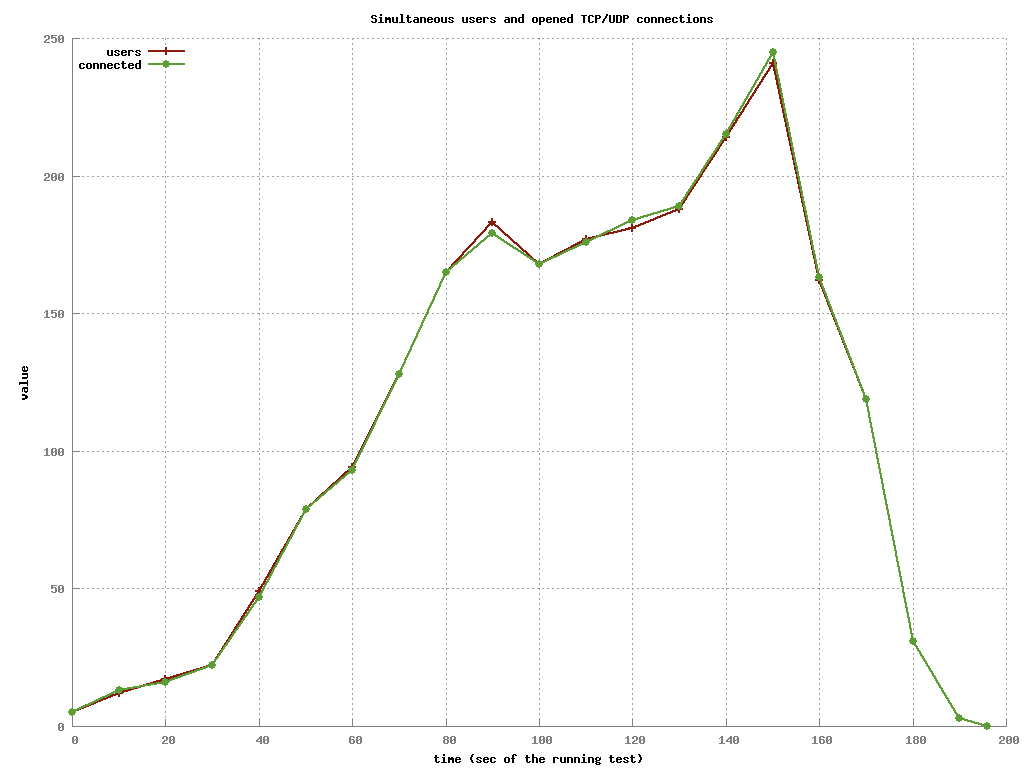 Simultaneous users and opened TCP/UDP connections
250
users
connected
200
150
value
100
50
0
0 20 40 60 80 100 120 140 160 180 200
time (sec of the running test)